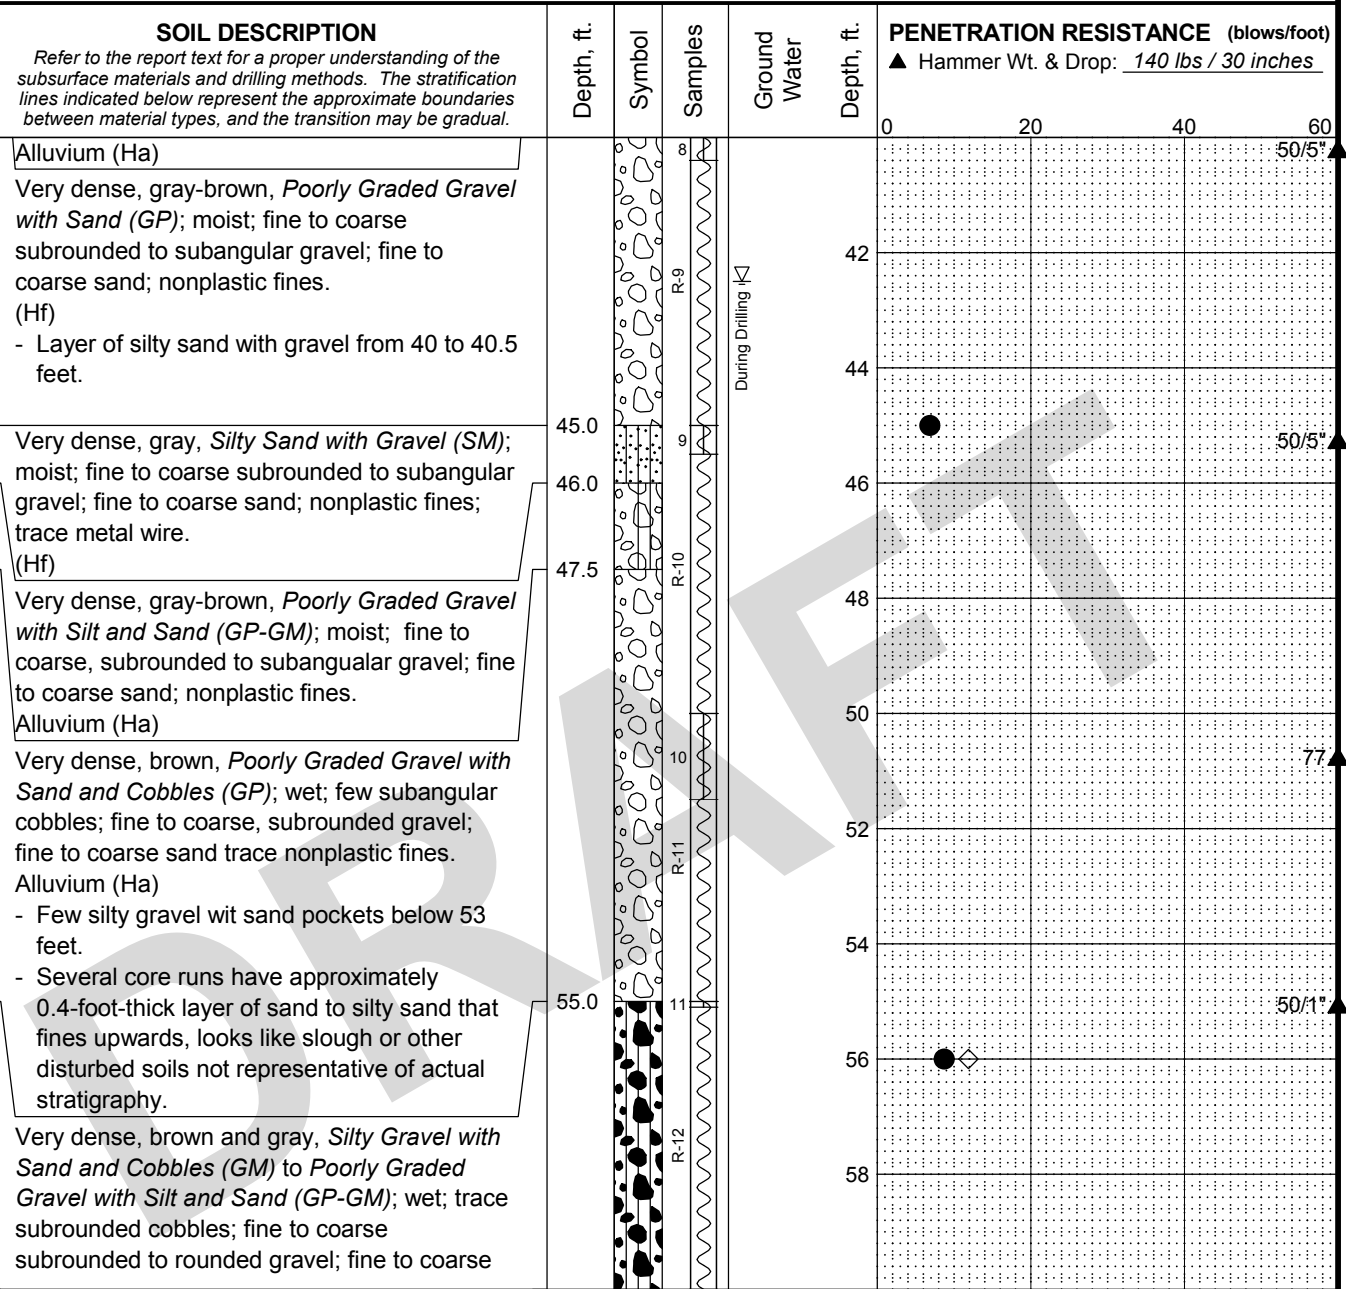 SOIL DESCRIPTION
Refer to the report text for a proper understanding of the
subsurface materials and drilling methods. The stratification
lines indicated below represent the approximate boundaries
between material types, and the transition may be gradual.
Depth, ft.
Symbol
Samples
Ground
Water
Depth, ft.
PENETRATION RESISTANCE (blows/foot)
▲ Hammer Wt. & Drop: 140 lbs / 30 inches
0 20 40 60
Alluvium (Ha)
Very dense, gray-brown, Poorly Graded Gravel
with Sand (GP); moist; fine to coarse
subrounded to subangular gravel; fine to
coarse sand; nonplastic fines.
(Hf)
- Layer of silty sand with gravel from 40 to 40.5
feet.
Very dense, gray, Silty Sand with Gravel (SM);
moist; fine to coarse subrounded to subangular
gravel; fine to coarse sand; nonplastic fines;
trace metal wire.
(Hf)
Very dense, gray-brown, Poorly Graded Gravel
with Silt and Sand (GP-GM); moist; fine to
coarse, subrounded to subangualar gravel; fine
to coarse sand; nonplastic fines.
Alluvium (Ha)
Very dense, brown, Poorly Graded Gravel with
Sand and Cobbles (GP); wet; few subangular
cobbles; fine to coarse, subrounded gravel;
fine to coarse sand trace nonplastic fines.
Alluvium (Ha)
- Few silty gravel wit sand pockets below 53
feet.
- Several core runs have approximately
0.4-foot-thick layer of sand to silty sand that
fines upwards, looks like slough or other
disturbed soils not representative of actual
stratigraphy.
Very dense, brown and gray, Silty Gravel with
Sand and Cobbles (GM) to Poorly Graded
Gravel with Silt and Sand (GP-GM); wet; trace
subrounded cobbles; fine to coarse
subrounded to rounded gravel; fine to coarse
45.0
46.0
47.5
55.0
8
R-9
9
R-10
10
R-11
11
R-12
During Drilling
42
44
46
48
50
52
54
56
58
50/5"
50/5"
77
50/1"
DRAFT